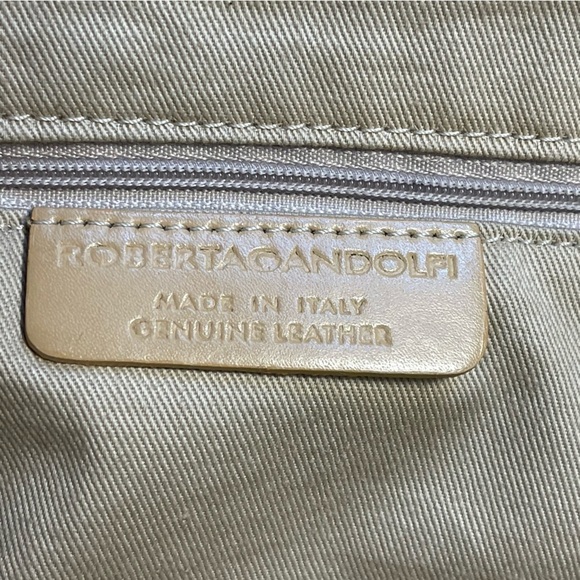 ROBERTAGANDOLFI
MADE IN ITALY
GENUINE LEATHER